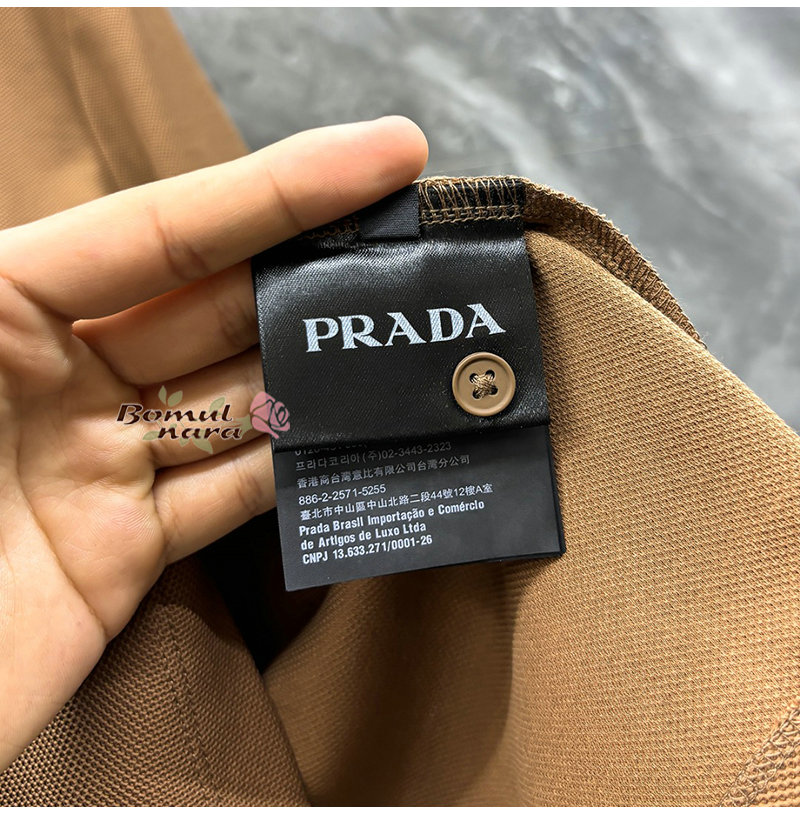 PRADA
Bomul
nara
프라다코리아(주)02-3443-2323
香港商台灣意比有限公司台灣分公司
886-2-2571-5255
臺北市中山區中山北路二段44號12樓A室
Prada Brasil Importação e Comércio
de Artigos de Luxo Ltda
CNPJ 13.633.271/0001-26